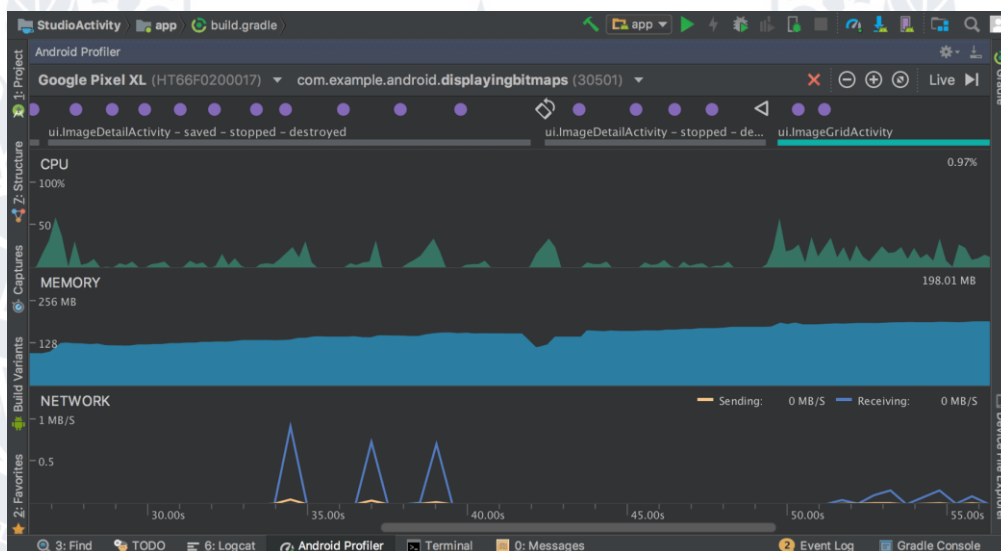 StudioActivity app build.gradle app
Android Profiler
Google Pixel XL (HT66F0200017) com.example.android.displayingbitmaps (30501) Live
ui.ImageDetailActivity – saved – stopped – destroyed ui.ImageDetailActivity – stopped – de... ui.ImageGridActivity
CPU 0.97%
100%
50
MEMORY 198.01 MB
256 MB
128
NETWORK Sending: 0 MB/S Receiving: 0 MB/S
1 MB/S
0.5
30.00s 35.00s 40.00s 45.00s 50.00s 55.00s
1: Project
Z: Structure
Captures
Build Variants
2: Favorites
Gradle
Device File Explorer
3: Find TODO 6: Logcat Android Profiler Terminal 0: Messages 2 Event Log Gradle Console